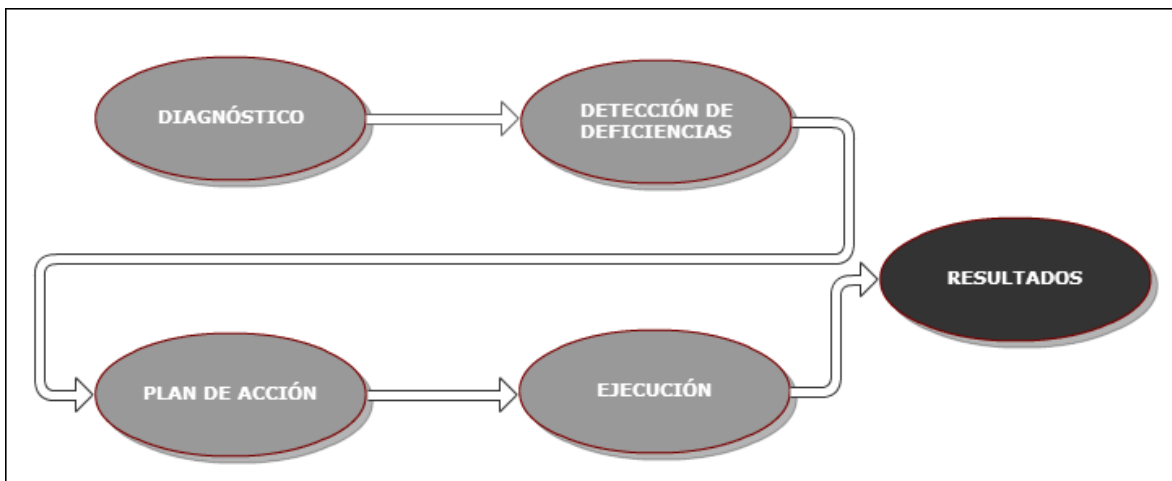 DIAGNÓSTICO
DETECCIÓN DE
DEFICIENCIAS
RESULTADOS
PLAN DE ACCIÓN
EJECUCIÓN